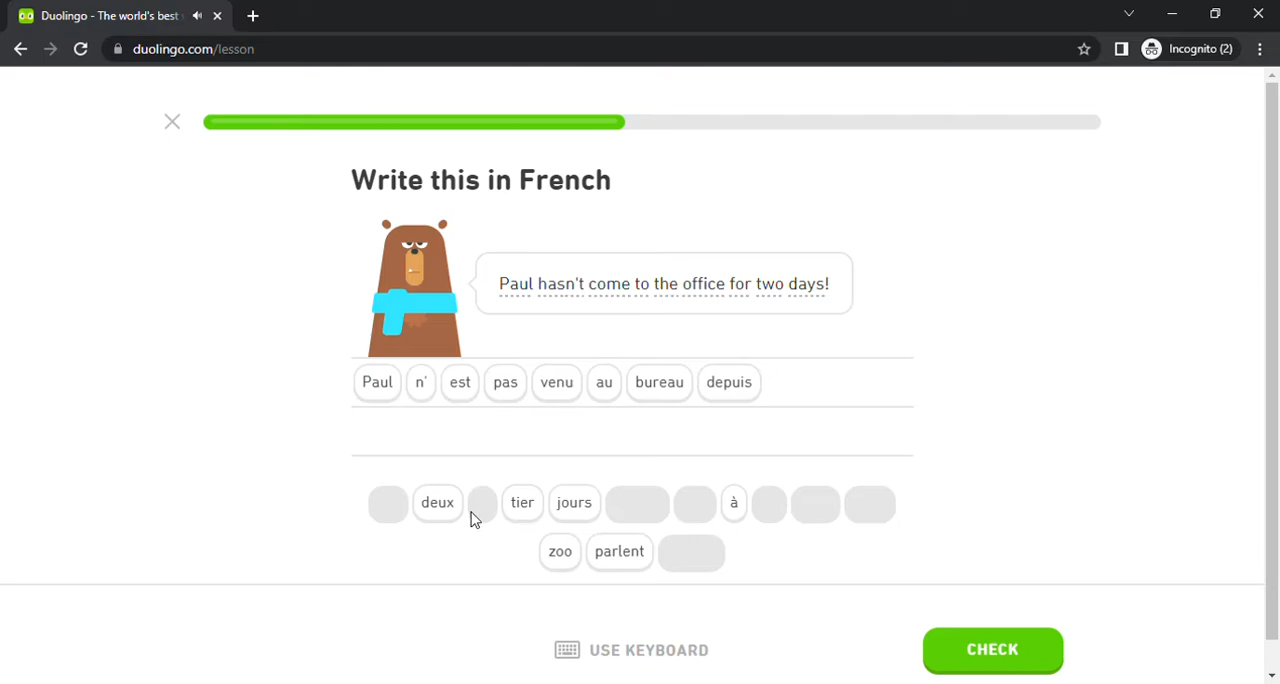 Duolingo - The world's best
duolingo.com/lesson
Incognito (2)
Write this in French
Paul hasn't come to the office for two days!
Paul n' est pas venu au bureau depuis
deux tier jours à
zoo parlent
USE KEYBOARD
CHECK